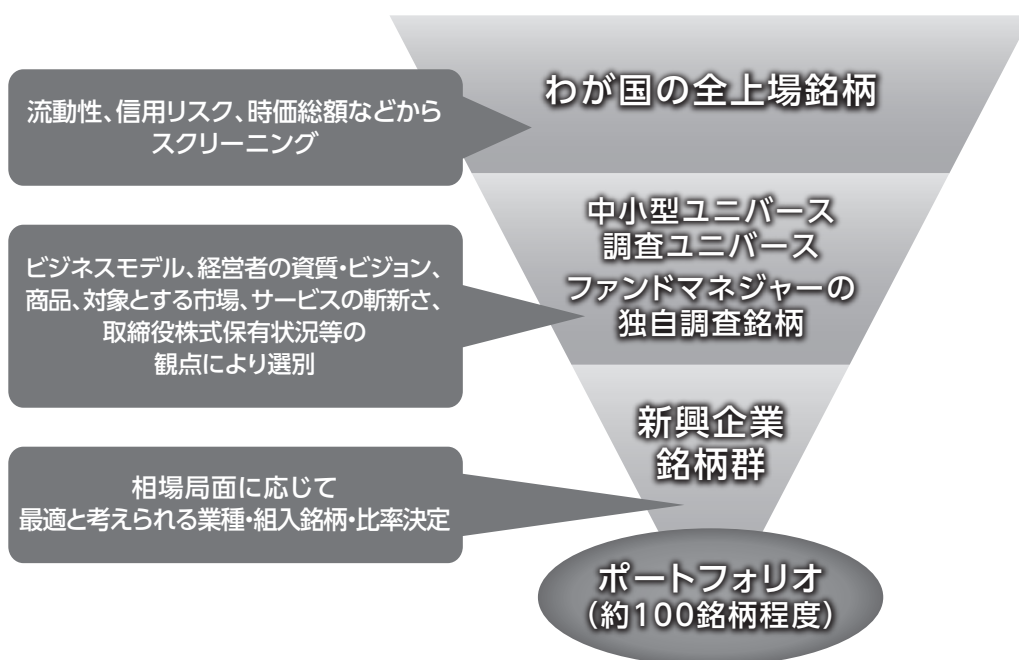 わが国の全上場銘柄
流動性、信用リスク、時価総額などから
スクリーニング
中小型ユニバース
調査ユニバース
ファンドマネジャーの
独自調査銘柄
ビジネスモデル、経営者の資質・ビジョン、
商品、対象とする市場、サービスの斬新さ、
取締役株式保有状況等の
観点により選別
新興企業
銘柄群
相場局面に応じて
最適と考えられる業種・組入銘柄・比率決定
ポートフォリオ
（約100銘柄程度）